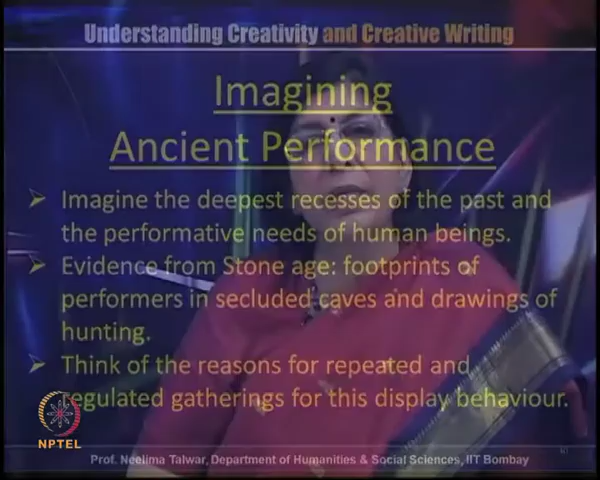 Understanding Creativity and Creative Writing
Imagining
Ancient Performance
➤ Imagine the deepest recesses of the past and
the performative needs of human beings.
➤ Evidence from Stone age: footprints of
performers in secluded caves and drawings of
hunting.
➤ Think of the reasons for repeated and
regulated gatherings for this display behaviour.
NPTEL
Prof. Neelima Talwar, Department of Humanities & Social Sciences, IIT Bombay